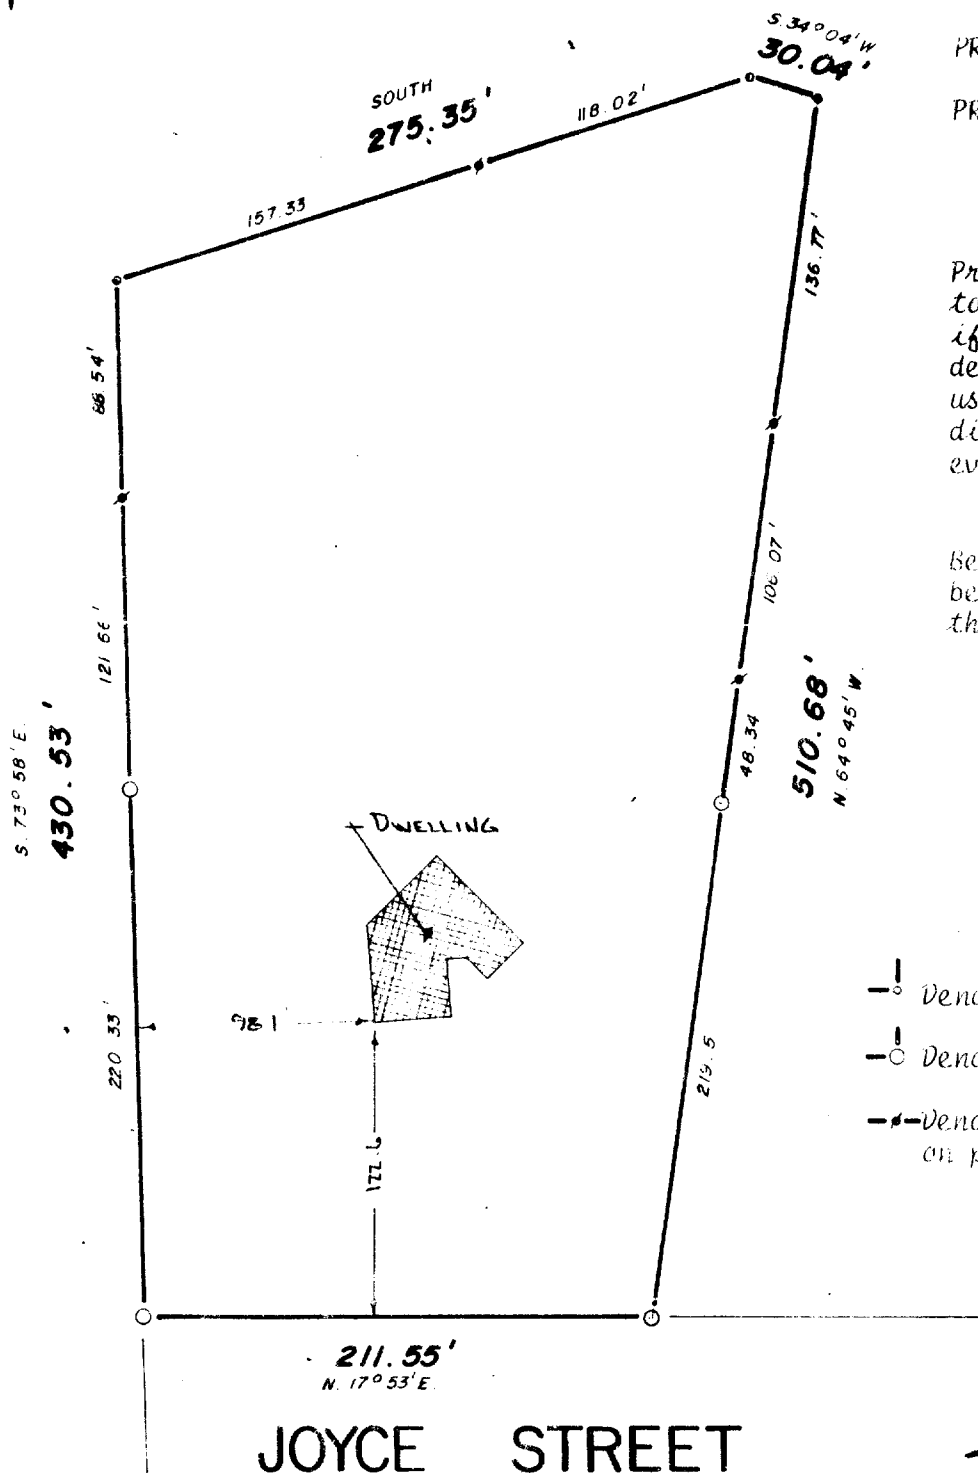 S. 34° 04' W
30.04'
SOUTH
275.35'
118.02'
157.33
136.77'
88.54'
106.07'
121.66'
48.34
510.68'
N. 64° 45' W.
S. 73° 58' E.
430.53'
DWELLING
98.1
220.33'
219.5
122.6
211.55'
N. 17° 53' E.
JOYCE STREET
PR
PR
Pr
to
if
de
us
di
ev
Be
be
th
Deno
Deno
Deno
on p